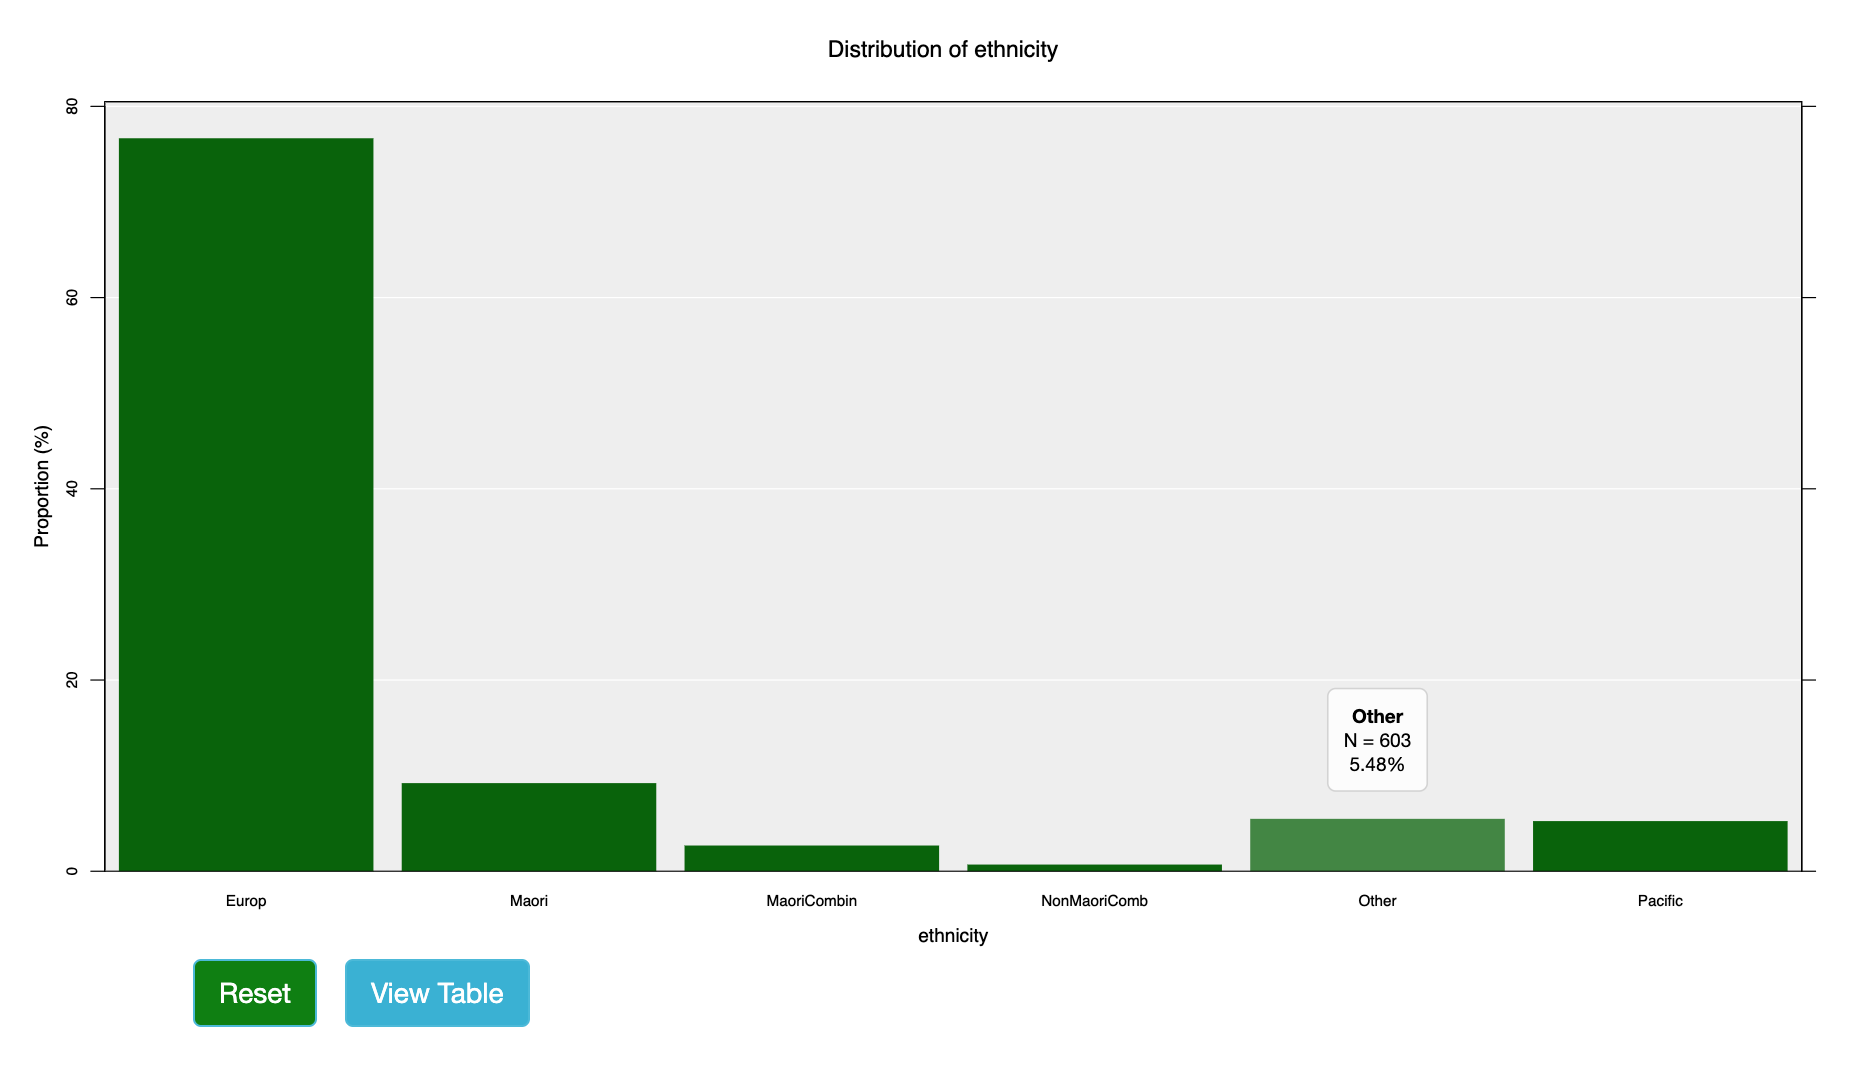 Distribution of ethnicity
80
60
40
20
0
Proportion (%)
Other
N = 603
5.48%
Europ
Maori
MaoriCombin
NonMaoriComb
Other
Pacific
ethnicity
Reset
View Table